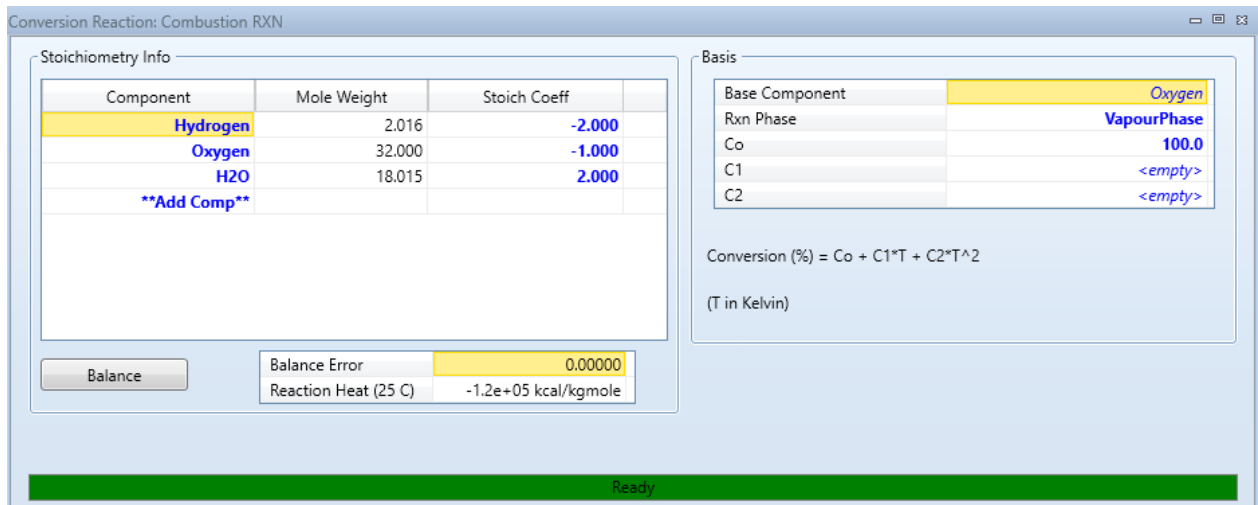 Conversion Reaction: Combustion RXN
Stoichiometry Info
Component Mole Weight Stoich Coeff
Hydrogen 2.016 -2.000
Oxygen 32.000 -1.000
H2O 18.015 2.000
**Add Comp**
Balance
Balance Error 0.00000
Reaction Heat (25 C) -1.2e+05 kcal/kgmole
Basis
Base Component Oxygen
Rxn Phase VapourPhase
Co 100.0
C1 <empty>
C2 <empty>
Conversion (%) = Co + C1*T + C2*T^2
(T in Kelvin)
Ready